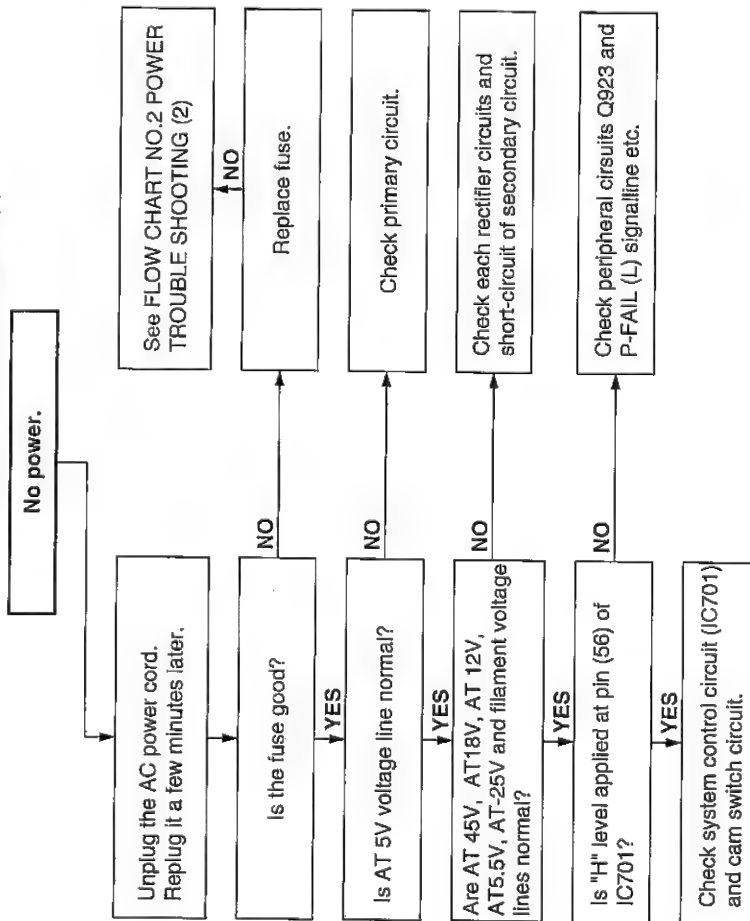 No power.
Unplug the AC power cord.
Replug it a few minutes later.
Is the fuse good?
NO
Replace fuse.
NO
See FLOW CHART NO.2 POWER
TROUBLE SHOOTING (2)
YES
Is AT 5V voltage line normal?
NO
Check primary circuit.
YES
Are AT 45V, AT18V, AT 12V,
AT5.5V, AT-25V and filament voltage
lines normal?
NO
Check each rectifier circuits and
short-circuit of secondary circuit.
YES
Is "H" level applied at pin (56) of
IC701?
NO
Check peripheral cirsuits Q923 and
P-FAIL (L) signalline etc.
YES
Check system control circuit (IC701)
and cam switch circuit.